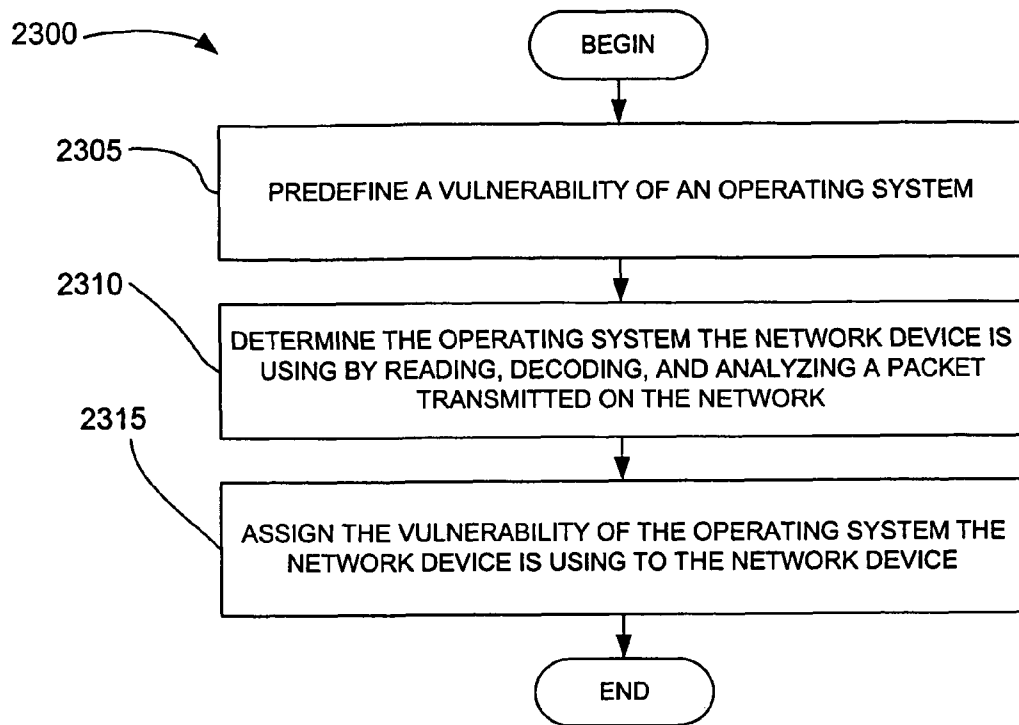 2300
BEGIN
2305
PREDEFINE A VULNERABILITY OF AN OPERATING SYSTEM
2310
DETERMINE THE OPERATING SYSTEM THE NETWORK DEVICE IS
USING BY READING, DECODING, AND ANALYZING A PACKET
TRANSMITTED ON THE NETWORK
2315
ASSIGN THE VULNERABILITY OF THE OPERATING SYSTEM THE
NETWORK DEVICE IS USING TO THE NETWORK DEVICE
END